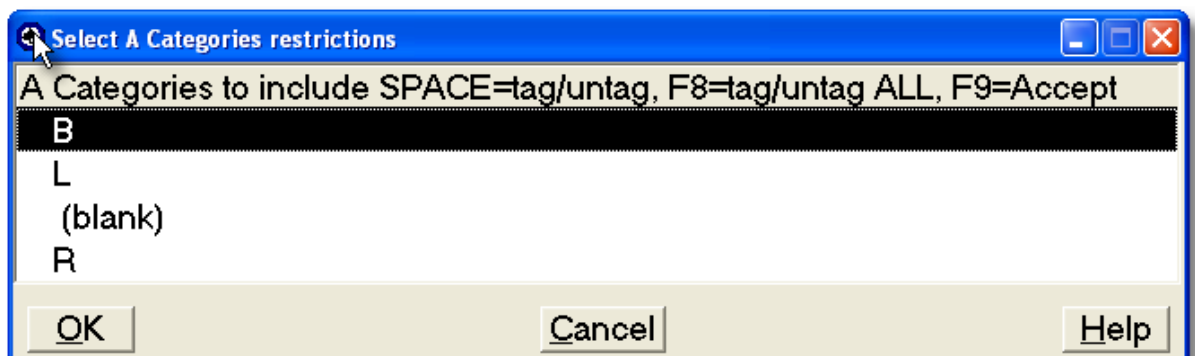 Select A Categories restrictions
A Categories to include SPACE=tag/untag, F8=tag/untag ALL, F9=Accept
B
L
(blank)
R
OK Cancel Help